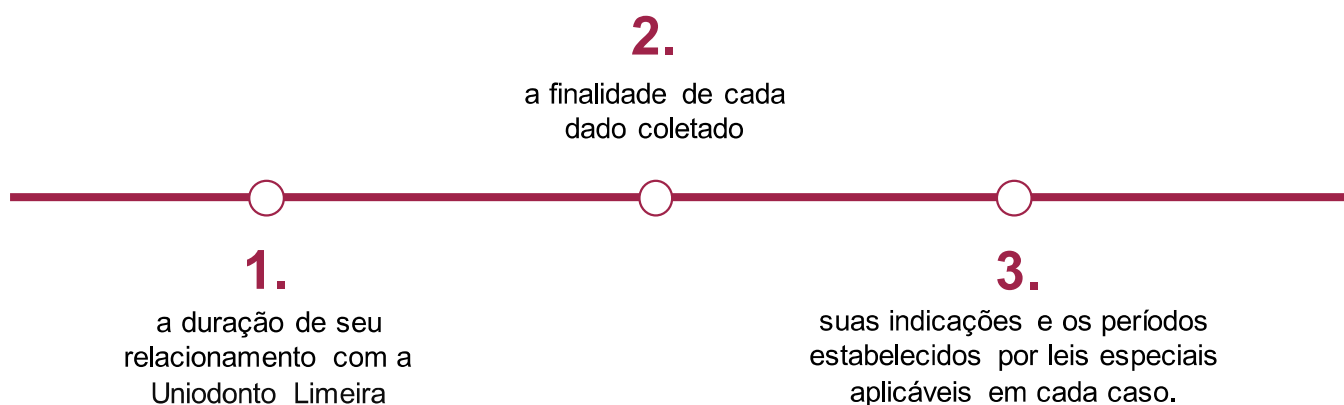 1.
a duração de seu
relacionamento com a
Uniodonto Limeira
2.
a finalidade de cada
dado coletado
3.
suas indicações e os períodos
estabelecidos por leis especiais
aplicáveis em cada caso.